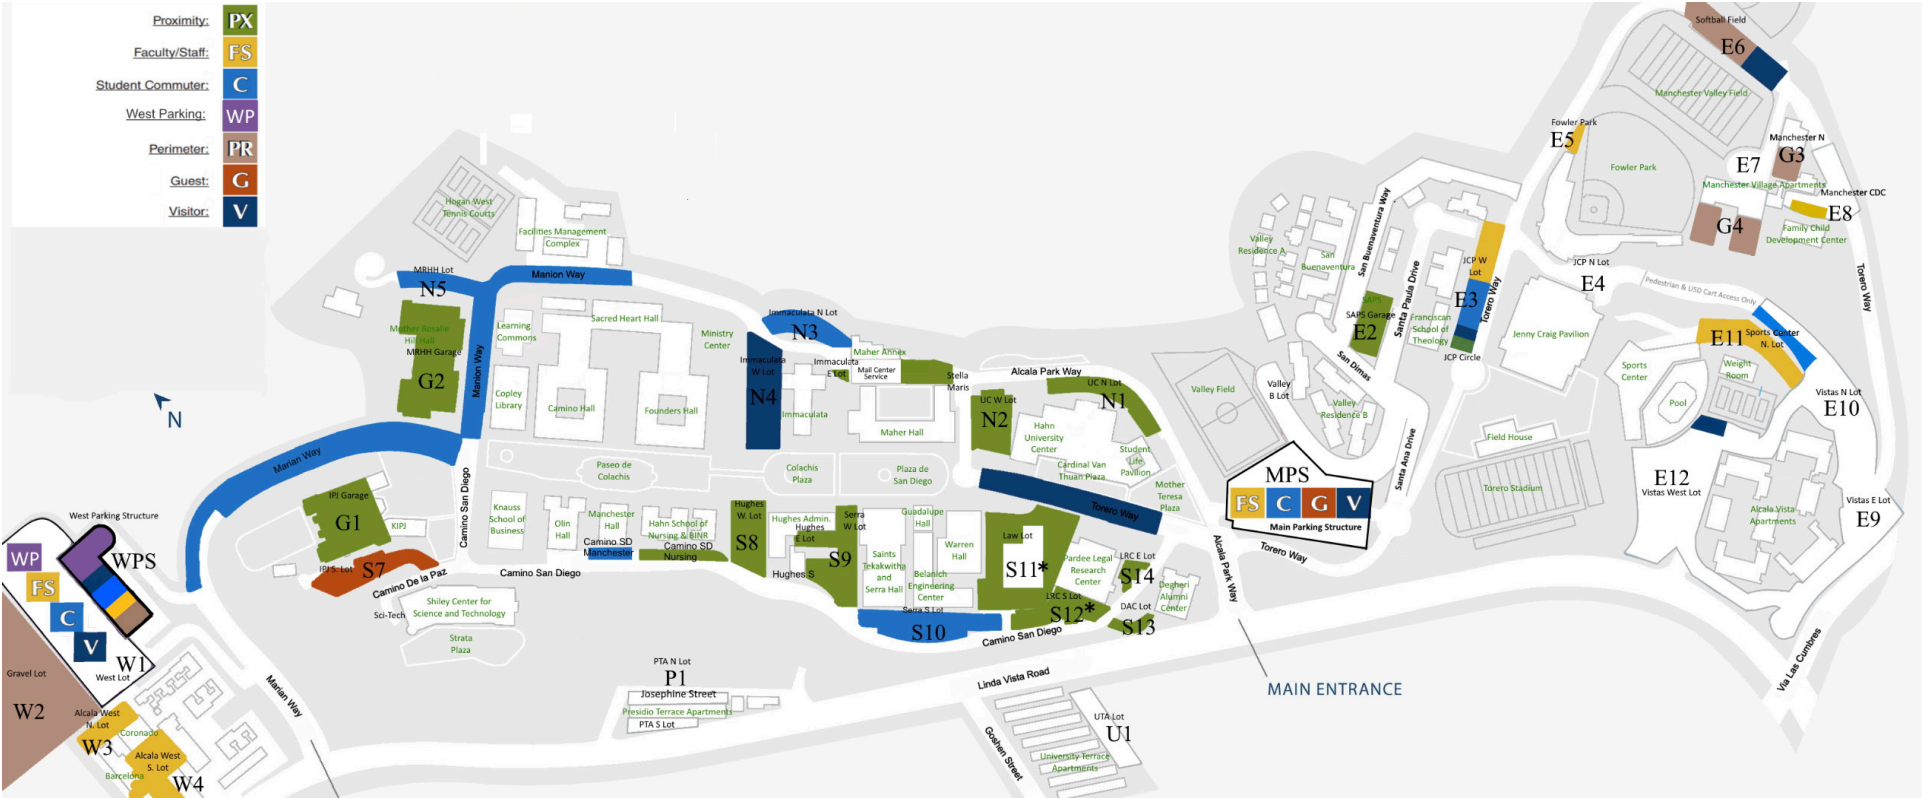 Proximity: PX
Faculty/Staff: FS
Student Commuter: C
West Parking: WP
Perimeter: PR
Guest: G
Visitor: V
N
Hogan West
Tennis Courts
Facilities Management
Complex
MRHH Lot
N5
Manion Way
Mother Rosalie
Hill Hall
MRHH Garage
G2
Manion Way
Learning
Commons
Sacred Heart Hall
Ministry
Center
Copley
Library
Camino Hall
Founders Hall
Immaculata N Lot
N3
Immaculata
W Lot
N4
Immaculata
E Lot
Immaculata
Maher Annex
Mail Center
Service
Maher Hall
Stella
Maris
Alcala Park Way
UC W Lot
N2
UC N Lot
N1
Hahn
University
Center
Student
Life
Pavilion
Cardinal Van
Thuan Plaza
Mother
Teresa
Plaza
Torero Way
Paseo de
Colachis
Colachis
Plaza
Plaza de
San Diego
Marian Way
IPJ Garage
G1
KIPJ
IPJ S. Lot
S7
Camino De la Paz
Camino San Diego
Knauss
School of
Business
Olin
Hall
Manchester
Hall
Camino SD
Manchester
Hahn School of
Nursing & BINR
Camino SD
Nursing
Camino San Diego
Hughes
W. Lot
S8
Hughes Admin.
Hughes
E Lot
Hughes S
Serra
W Lot
S9
Saints
Tekakwitha
and
Serra Hall
Guadalupe
Hall
Warren
Hall
Belanich
Engineering
Center
Serra S Lot
S10
Law Lot
S11*
Pardee Legal
Research
Center
LRC S Lot
S12*
LRC E Lot
S14
DAC Lot
S13
Degheri
Alumni
Center
Camino San Diego
Sci-Tech
Shiley Center for
Science and Technology
Strata
Plaza
West Parking Structure
WPS
WP
FS
C
V
W1
West Lot
Gravel Lot
W2
Alcala West
N. Lot
W3
Coronado
Alcala West
S. Lot
Barcelona
W4
Marian Way
PTA N Lot
P1
Josephine Street
Presidio Terrace Apartments
PTA S Lot
Linda Vista Road
Goshen Street
UTA Lot
U1
University Terrace
Apartments
MAIN ENTRANCE
Alcala Park Way
Torero Way
MPS
FS C G V
Main Parking Structure
Valley Field
Valley
B Lot
Valley
Residence A
San
Buenaventura
San Buenaventura Way
SAPS
SAPS Garage
E2
San Dimas
Valley
Residence B
Santa Paula Drive
Santa Ana Drive
Franciscan
School of
Theology
JCP W
Lot
E3
Torero Way
JCP Circle
Jenny Craig Pavilion
JCP N Lot
E4
Pedestrian & USD Cart Access Only
Fowler Park
E5
Fowler Park
Softball Field
E6
Manchester Valley Field
Manchester N
G3
E7
Manchester Village Apartments
Manchester CDC
E8
G4
Family Child
Development Center
Torero Way
E11
Sports Center
N. Lot
Sports
Center
Weight
Room
Pool
Vistas N Lot
E10
Field House
Torero Stadium
E12
Vistas West Lot
Alcala Vista
Apartments
Vistas E Lot
E9
Via Las Cumbres